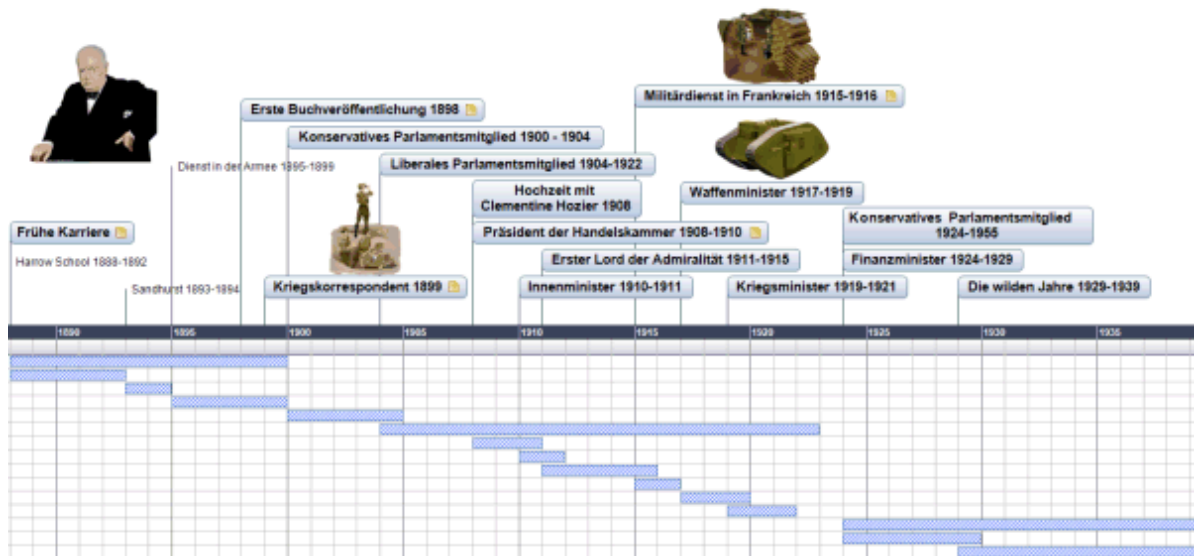 Militärdienst in Frankreich 1915-1916
Erste Buchveröffentlichung 1898
Konservatives Parlamentsmitglied 1900 - 1904
Liberales Parlamentsmitglied 1904-1922
Dienst in der Armee 1895-1899
Hochzeit mit
Clementine Hozier 1908
Waffenminister 1917-1919
Konservatives Parlamentsmitglied
1924-1955
Frühe Karriere
Präsident der Handelskammer 1908-1910
Harrow School 1888-1892
Erster Lord der Admiralität 1911-1915
Finanzminister 1924-1929
Sandhurst 1893-1894
Kriegskorrespondent 1899
Innenminister 1910-1911
Kriegsminister 1919-1921
Die wilden Jahre 1929-1939
1890 1895 1900 1905 1910 1915 1920 1925 1930 1935